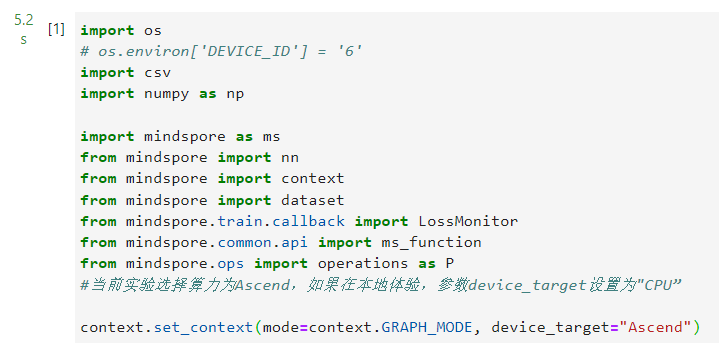 5.2
s
[1]
import os
# os.environ['DEVICE_ID'] = '6'
import csv
import numpy as np
import mindspore as ms
from mindspore import nn
from mindspore import context
from mindspore import dataset
from mindspore.train.callback import LossMonitor
from mindspore.common.api import ms_function
from mindspore.ops import operations as P
#当前实验选择算力为Ascend，如果在本地体验，参数device_target设置为"CPU”
context.set_context(mode=context.GRAPH_MODE, device_target="Ascend")